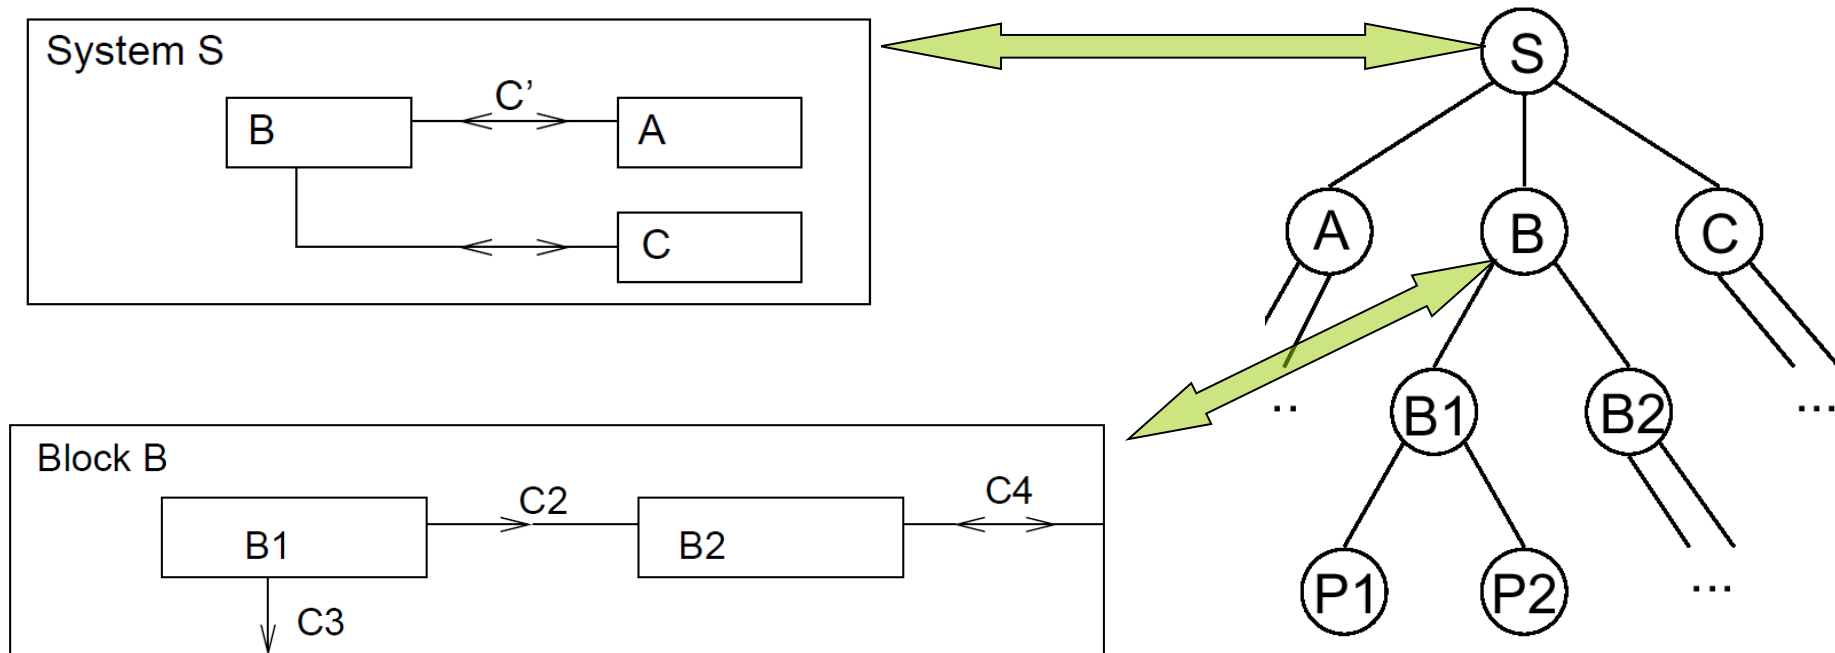 System S
C’
B
A
C
Block B
C2
C4
B1
B2
C3
S
A
B
C
..
B1
B2
...
P1
P2
...